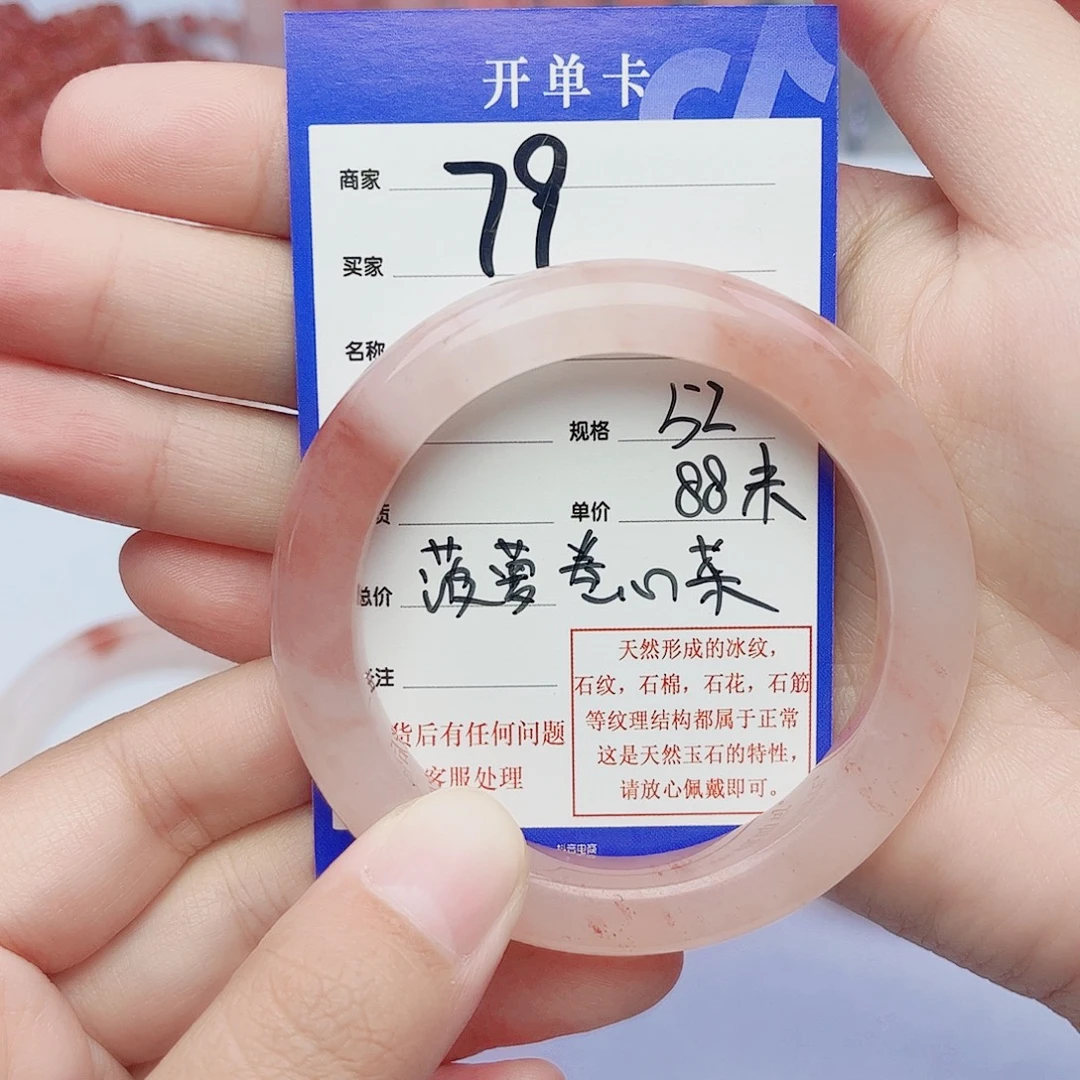 开单卡
商家 79
买家
名称
规格 52
单价 88未
总价 菠萝卷心菜
注
货后有任何问题
客服处理
天然形成的冰纹，
石纹，石棉，石花，石筋
等纹理结构都属于正常
这是天然玉石的特性，
请放心佩戴即可。
抖音电商